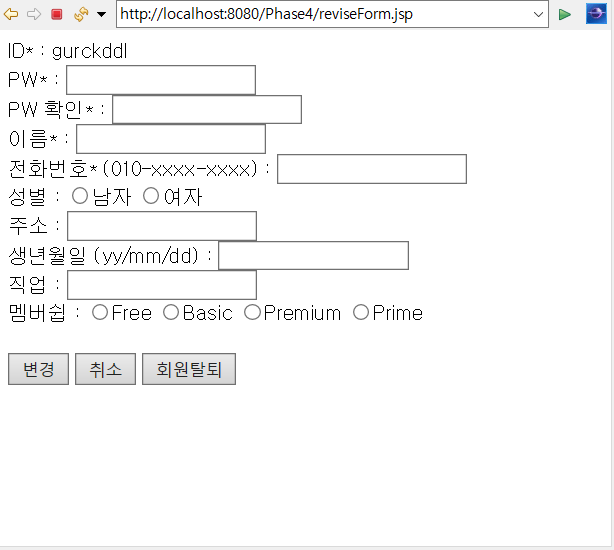 http://localhost:8080/Phase4/reviseForm.jsp
ID* : gurckddl
PW* :
PW 확인* :
이름* :
전화번호*(010-xxxx-xxxx) :
성별 : 남자 여자
주소 :
생년월일 (yy/mm/dd) :
직업 :
멤버쉽 : Free Basic Premium Prime
변경 취소 회원탈퇴